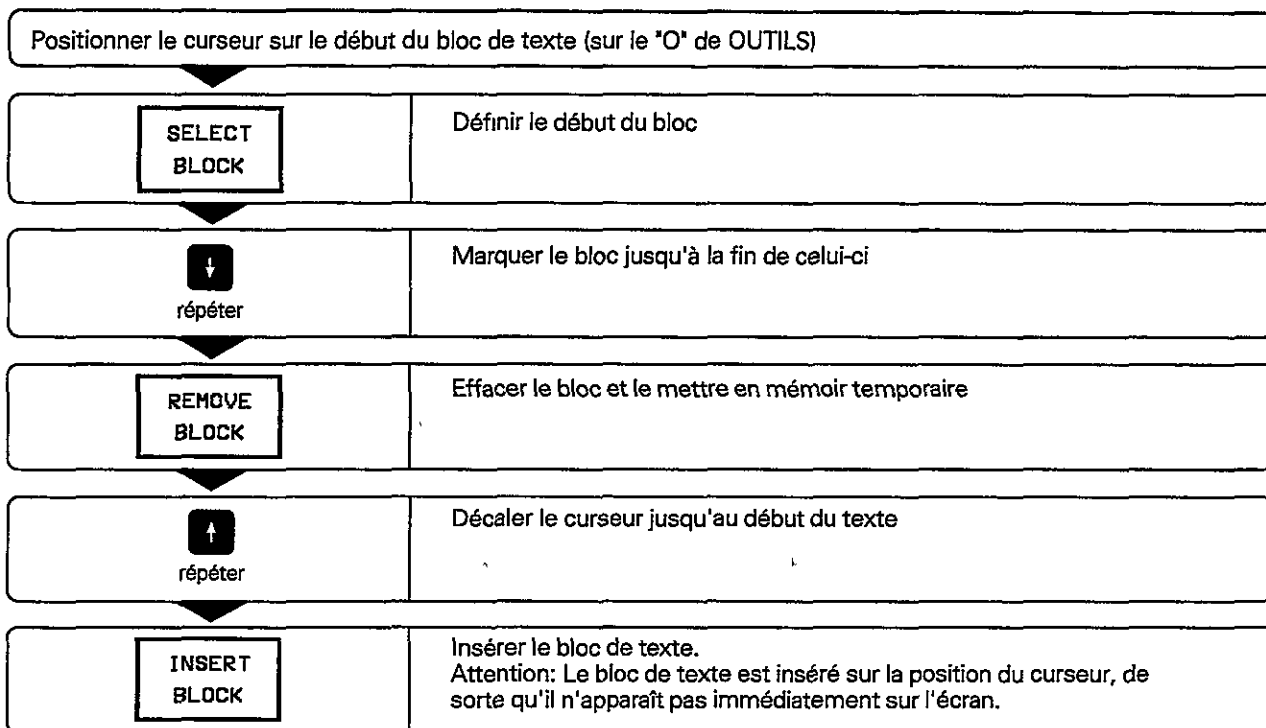 Positionner le curseur sur le début du bloc de texte (sur le "O" de OUTILS)
SELECT
BLOCK
Définir le début du bloc
Marquer le bloc jusqu'à la fin de celui-ci
répéter
REMOVE
BLOCK
Effacer le bloc et le mettre en mémoir temporaire
Décaler le curseur jusqu'au début du texte
répéter
INSERT
BLOCK
Insérer le bloc de texte.
Attention: Le bloc de texte est inséré sur la position du curseur, de
sorte qu'il n'apparaît pas immédiatement sur l'écran.